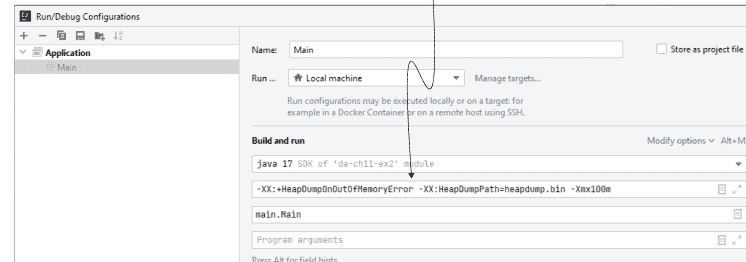 Run/Debug Configurations
Application
Main
Name: Main Store as project file
Run ... Local machine Manage targets...
Run configurations may be executed locally or on a target: for
example in a Docker Container or on a remote host using SSH.
Build and run Modify options Alt+M
java 17 SDK of 'da-ch11-ex2' module
-XX:+HeapDumpOnOutOfMemoryError -XX:HeapDumpPath=heapdump.bin -Xmx100m
main.Main
Program arguments
Press Alt for field hints